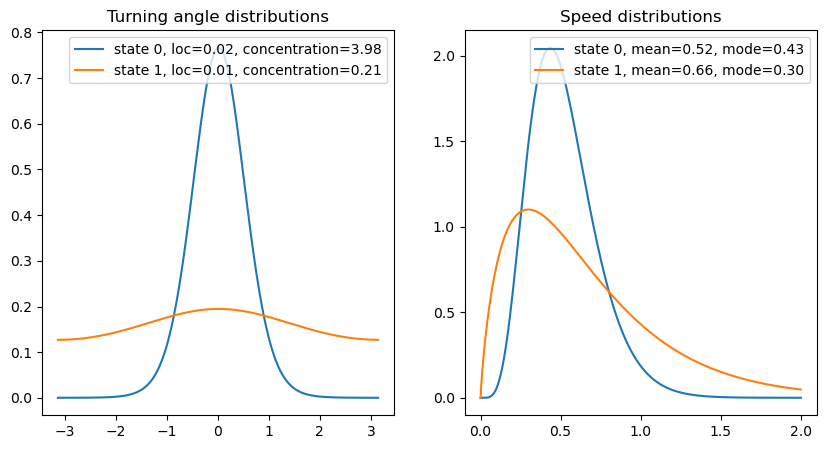 Turning angle distributions
state 0, loc=0.02, concentration=3.98
state 1, loc=0.01, concentration=0.21
0.8
0.7
0.6
0.5
0.4
0.3
0.2
0.1
0.0
−3 −2 −1 0 1 2 3
Speed distributions
state 0, mean=0.52, mode=0.43
state 1, mean=0.66, mode=0.30
2.0
1.5
1.0
0.5
0.0
0.0 0.5 1.0 1.5 2.0